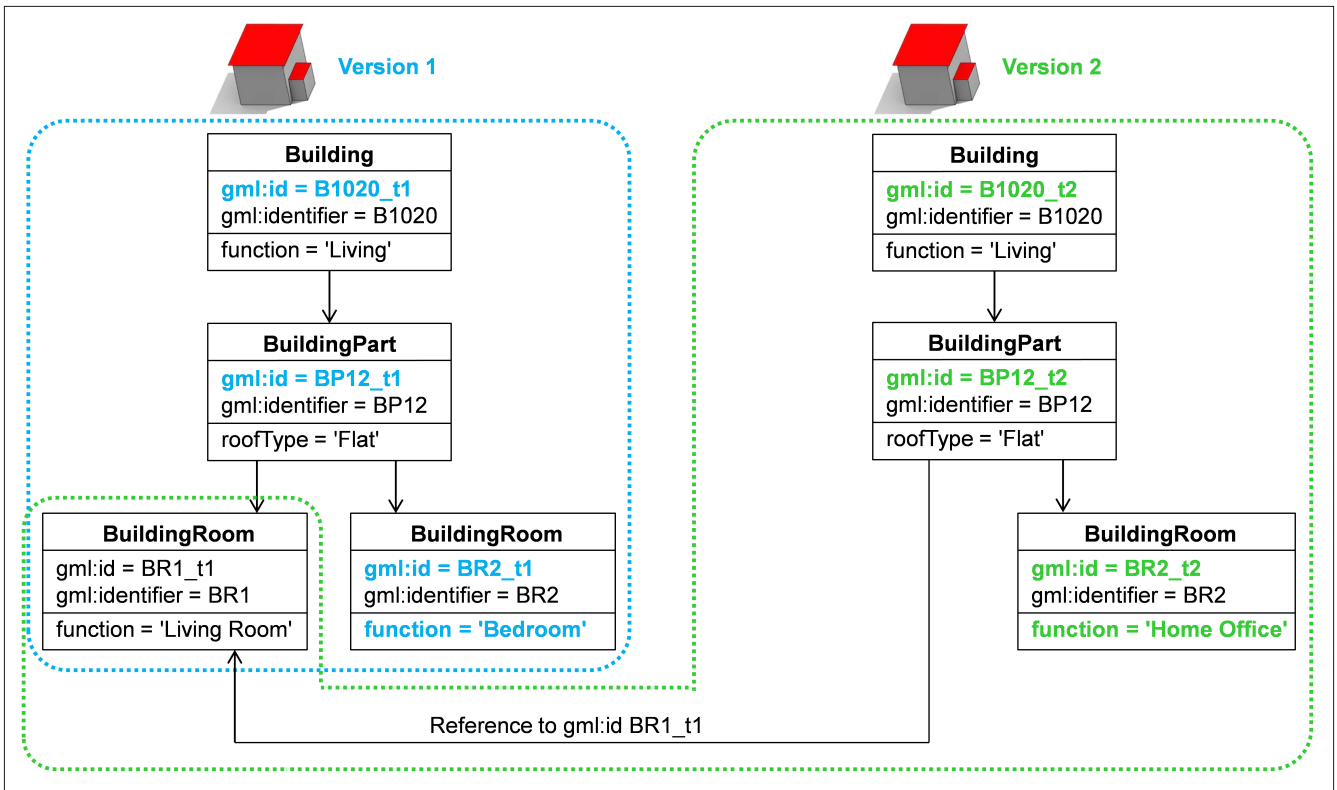 Version 1
Building
gml:id = B1020_t1
gml:identifier = B1020
function = 'Living'
BuildingPart
gml:id = BP12_t1
gml:identifier = BP12
roofType = 'Flat'
BuildingRoom
gml:id = BR1_t1
gml:identifier = BR1
function = 'Living Room'
BuildingRoom
gml:id = BR2_t1
gml:identifier = BR2
function = 'Bedroom'
Version 2
Building
gml:id = B1020_t2
gml:identifier = B1020
function = 'Living'
BuildingPart
gml:id = BP12_t2
gml:identifier = BP12
roofType = 'Flat'
BuildingRoom
gml:id = BR2_t2
gml:identifier = BR2
function = 'Home Office'
Reference to gml:id BR1_t1